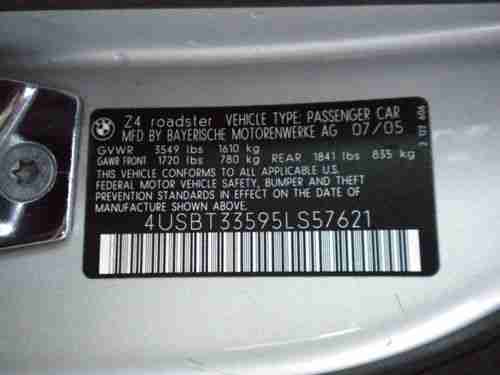 Z4 roadster VEHICLE TYPE: PASSENGER CAR
MFD BY BAYERISCHE MOTORENWERKE AG 07/05
GVWR 3549 lbs 1610 kg
GAWR FRONT 1720 lbs 780 kg REAR 1841 lbs 835 kg
THIS VEHICLE CONFORMS TO ALL APPLICABLE U.S.
FEDERAL MOTOR VEHICLE SAFETY, BUMPER AND THEFT
PREVENTION STANDARDS IN EFFECT ON THE DATE OF
MANUFACTURE SHOWN ABOVE.
4USBT33595LS57621